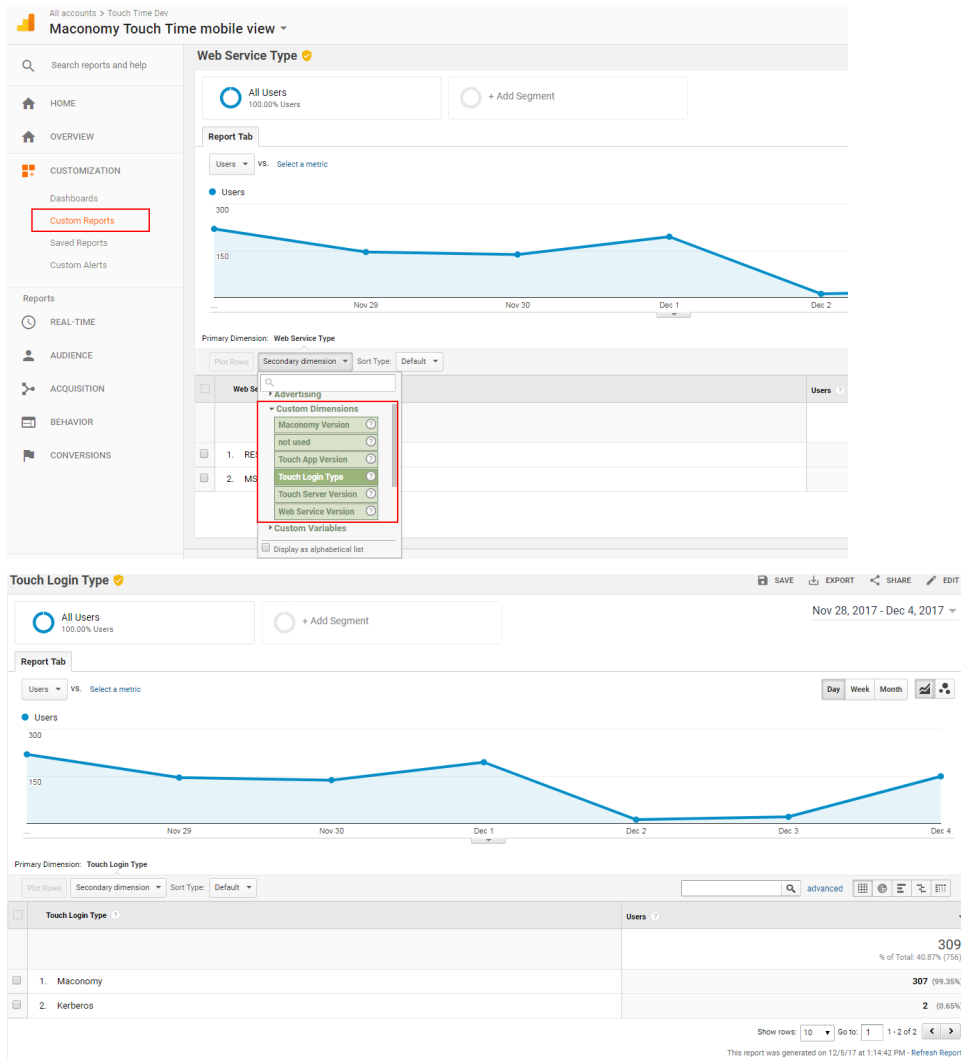 All accounts > Touch Time Dev
Maconomy Touch Time mobile view
Search reports and help
HOME
OVERVIEW
CUSTOMIZATION
Dashboards
Custom Reports
Saved Reports
Custom Alerts
Reports
REAL-TIME
AUDIENCE
ACQUISITION
BEHAVIOR
CONVERSIONS
Web Service Type
All Users
100.00% Users
+ Add Segment
Report Tab
Users VS. Select a metric
Users
300
150
... Nov 29 Nov 30 Dec 1 Dec 2
Primary Dimension: Web Service Type
Plot Rows Secondary dimension Sort Type: Default
Web Se Users ?
Advertising
Custom Dimensions
Maconomy Version ?
not used ?
Touch App Version ?
Touch Login Type ?
Touch Server Version ?
Web Service Version ?
Custom Variables
Display as alphabetical list
1. RES
2. MS
Touch Login Type
SAVE EXPORT SHARE EDIT
All Users
100.00% Users
+ Add Segment
Nov 28, 2017 - Dec 4, 2017
Report Tab
Users VS. Select a metric
Day Week Month
Users
300
150
... Nov 29 Nov 30 Dec 1 Dec 2 Dec 3 Dec 4
Primary Dimension: Touch Login Type
Plot Rows Secondary dimension Sort Type: Default
advanced
Touch Login Type ? Users ?
309
% of Total: 40.87% (756)
1. Maconomy 307 (99.35%)
2. Kerberos 2 (0.65%)
Show rows: 10 Go to: 1 1 - 2 of 2 < >
This report was generated on 12/5/17 at 1:14:42 PM - Refresh Report